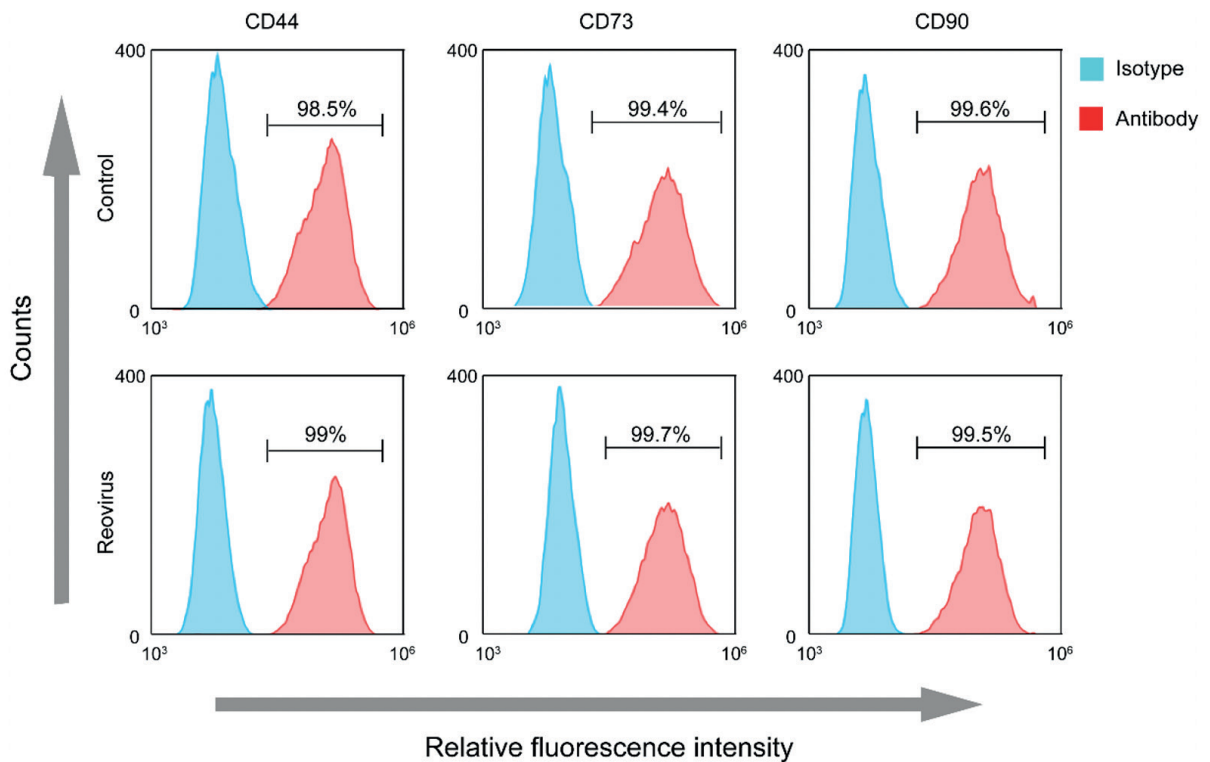 CD44 CD73 CD90
400 400 400
Isotype
Antibody
98.5% 99.4% 99.6%
Control
0 0 0
10³ 10⁶ 10³ 10⁶ 10³ 10⁶
Counts
400 400 400
99% 99.7% 99.5%
Reovirus
0 0 0
10³ 10⁶ 10³ 10⁶ 10³ 10⁶
Relative fluorescence intensity